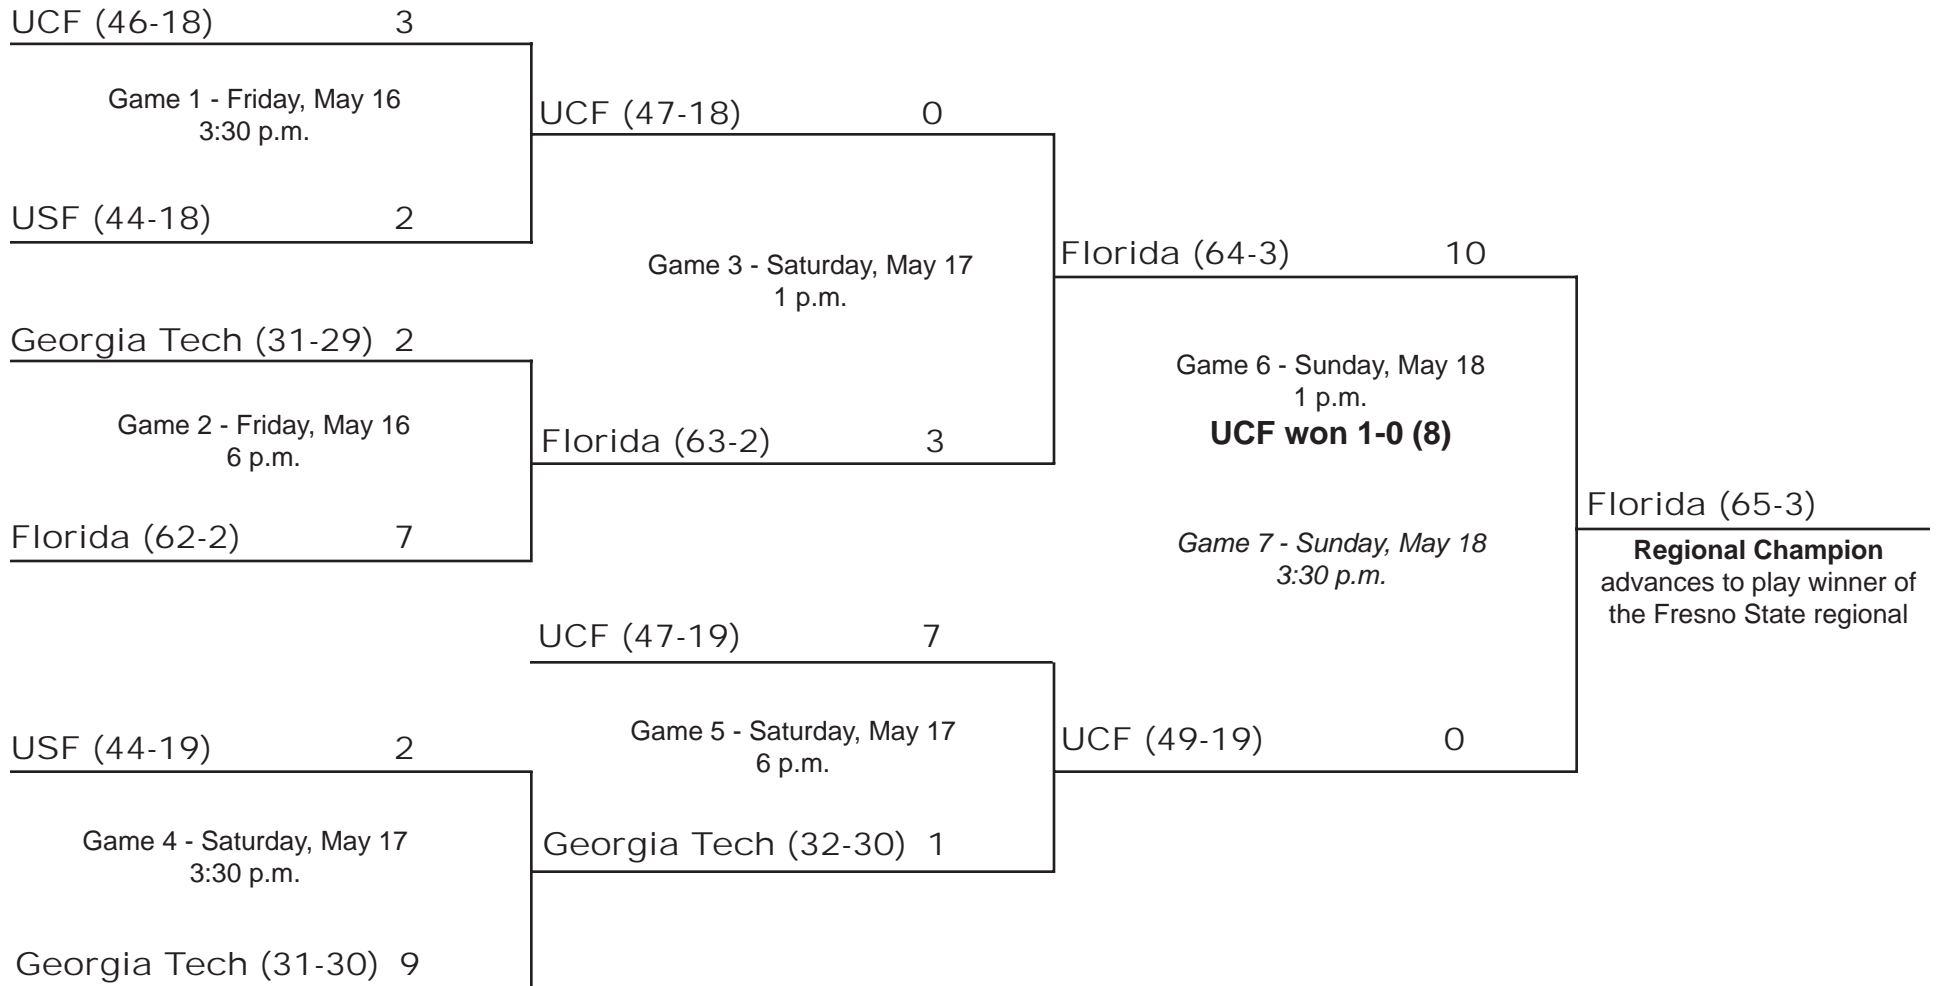 UCF (46-18) 3
Game 1 - Friday, May 16
3:30 p.m.
USF (44-18) 2
Georgia Tech (31-29) 2
Game 2 - Friday, May 16
6 p.m.
Florida (62-2) 7
USF (44-19) 2
Game 4 - Saturday, May 17
3:30 p.m.
Georgia Tech (31-30) 9
UCF (47-18) 0
Game 3 - Saturday, May 17
1 p.m.
Florida (63-2) 3
UCF (47-19) 7
Game 5 - Saturday, May 17
6 p.m.
Georgia Tech (32-30) 1
Florida (64-3) 10
Game 6 - Sunday, May 18
1 p.m.
UCF won 1-0 (8)
Game 7 - Sunday, May 18
3:30 p.m.
UCF (49-19) 0
Florida (65-3)
Regional Champion
advances to play winner of
the Fresno State regional